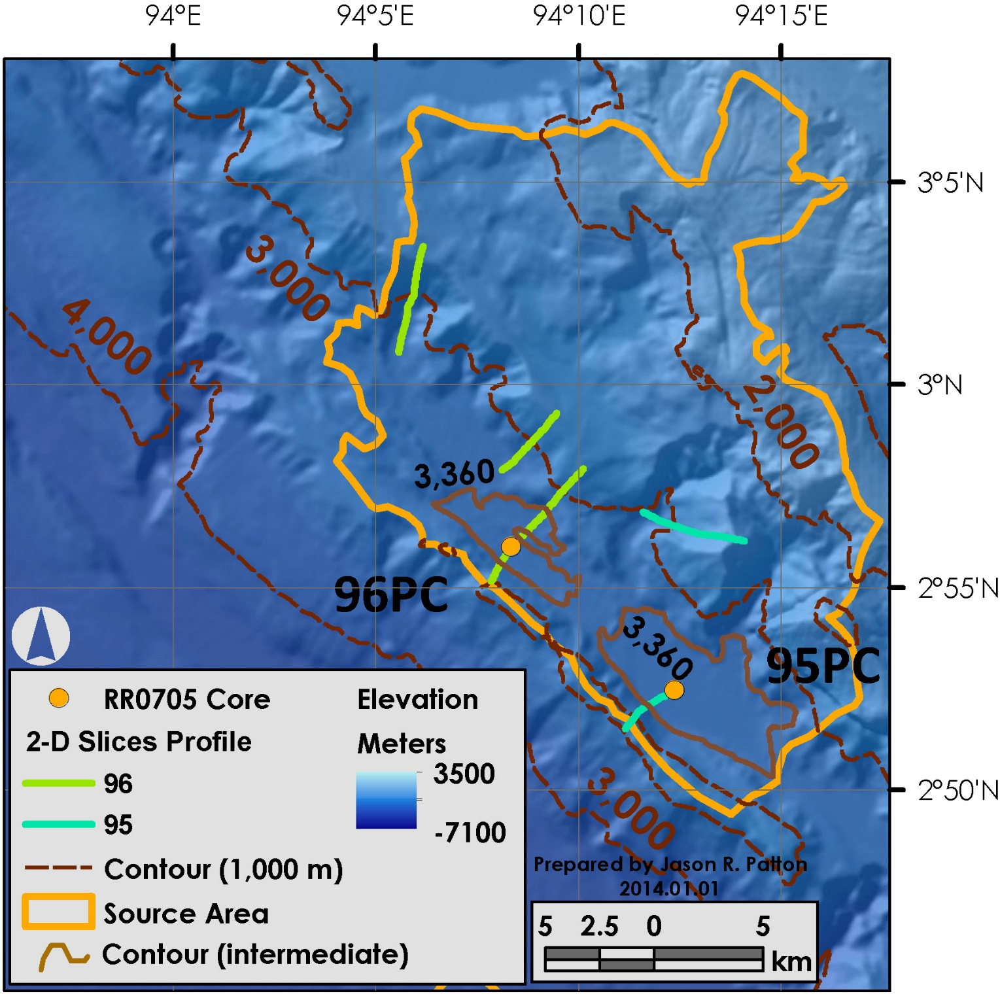 94°E 94°5'E 94°10'E 94°15'E
3°5'N
3,000
4,000
3°N
2,000
3,360
96PC
2°55'N
3,360
95PC
3,000
2°50'N
RR0705 Core
2-D Slices Profile
96
95
Contour (1,000 m)
Source Area
Contour (intermediate)
Elevation
Meters
3500
-7100
Prepared by Jason R. Patton
2014.01.01
5 2.5 0 5
km